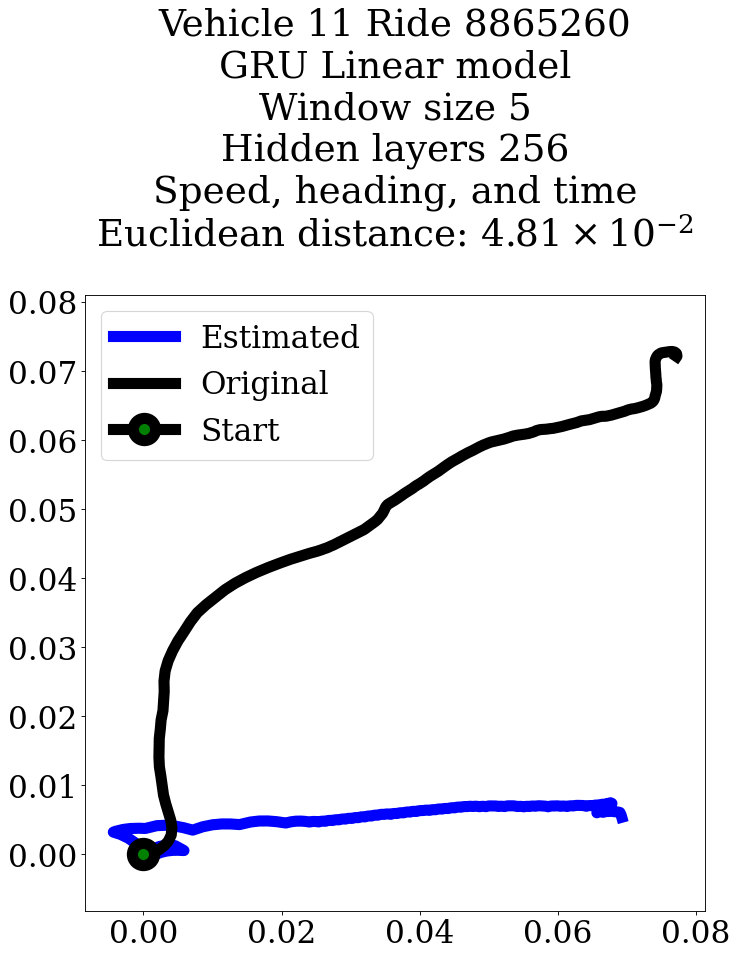 Vehicle 11 Ride 8865260
GRU Linear model
Window size 5
Hidden layers 256
Speed, heading, and time
Euclidean distance: 4.81 × 10⁻²
0.08
0.07
0.06
0.05
0.04
0.03
0.02
0.01
0.00
Estimated
Original
Start
0.00 0.02 0.04 0.06 0.08